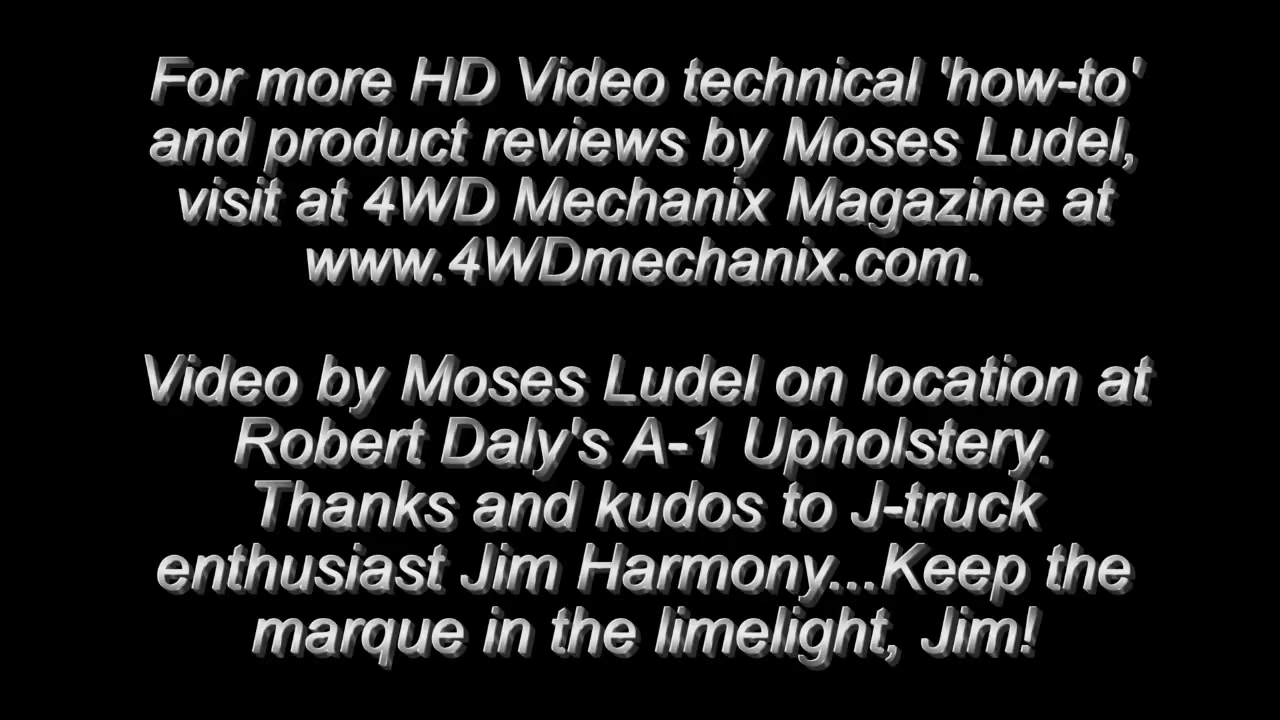 For more HD Video technical 'how-to'
and product reviews by Moses Ludel,
visit at 4WD Mechanix Magazine at
www.4WDmechanix.com.
Video by Moses Ludel on location at
Robert Daly's A-1 Upholstery.
Thanks and kudos to J-truck
enthusiast Jim Harmony...Keep the
marque in the limelight, Jim!